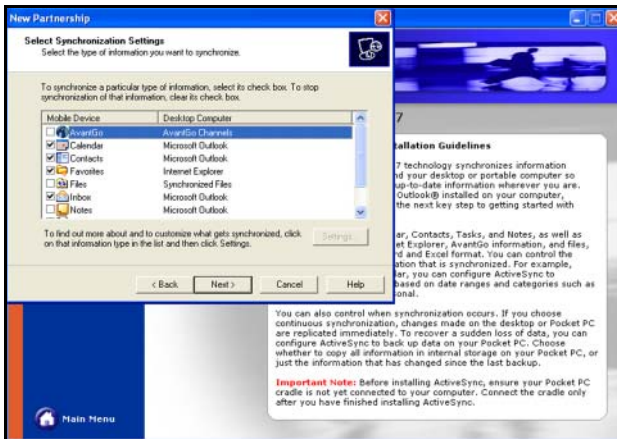 New Partnership
Select Synchronization Settings
Select the type of information you want to synchronize.
To synchronize a particular type of information, select its check box. To stop
synchronization of that information, clear its check box.
Mobile Device Desktop Computer
AvantGo AvantGo Channels
Calendar Microsoft Outlook
Contacts Microsoft Outlook
Favorites Internet Explorer
Files Synchronized Files
Inbox Microsoft Outlook
Notes Microsoft Outlook
To find out more about and to customize what gets synchronized, click
on that information type in the list and then click Settings.
Settings...
< Back Next > Cancel Help
7
allation Guidelines
7 technology synchronizes information
nd your desktop or portable computer so
up-to-date information wherever you are.
Outlook® installed on your computer,
the next key step to getting started with
ar, Contacts, Tasks, and Notes, as well as
et Explorer, AvantGo information, and files,
rd and Excel format. You can control the
ation that is synchronized. For example,
lar, you can configure ActiveSync to
based on date ranges and categories such as
sonal.
You can also control when synchronization occurs. If you choose
continuous synchronization, changes made on the desktop or Pocket PC
are replicated immediately. To recover a sudden loss of data, you can
configure ActiveSync to back up data on your Pocket PC. Choose
whether to copy all information in internal storage on your Pocket PC, or
just the information that has changed since the last backup.
Important Note: Before installing ActiveSync, ensure your Pocket PC
cradle is not yet connected to your computer. Connect the cradle only
after you have finished installing ActiveSync.
Main Menu